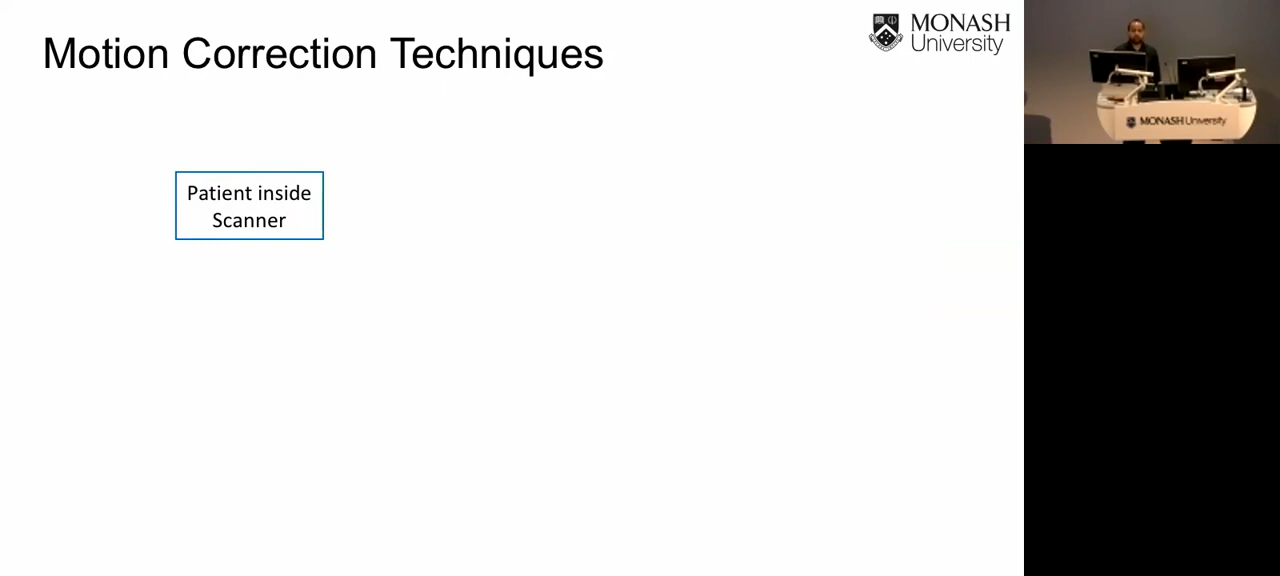 Motion Correction Techniques
MONASH
University
Patient inside
Scanner
MONASH University